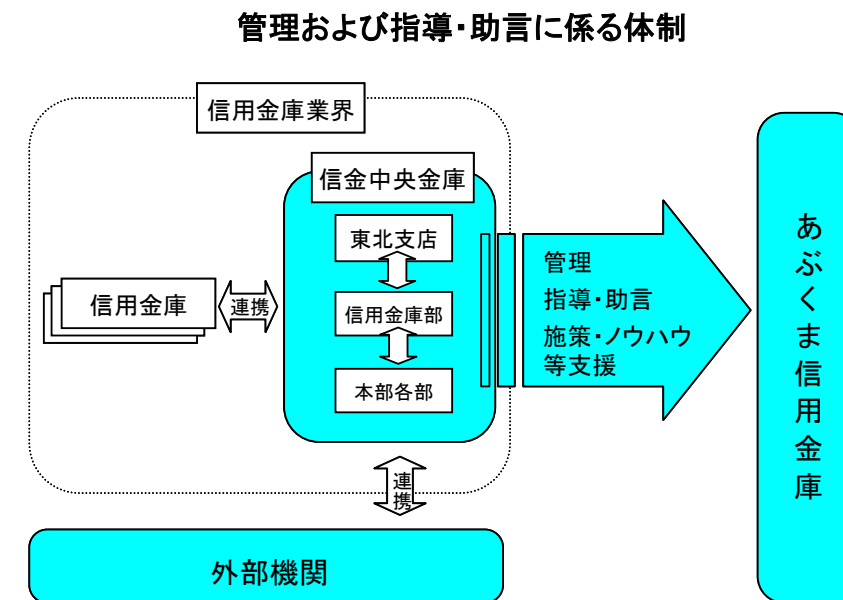 管理および指導・助言に係る体制
信用金庫業界
信金中央金庫
東北支店
信用金庫部
本部各部
信用金庫
連携
管理
指導・助言
施策・ノウハウ
等支援
あぶくま信用金庫
連携
外部機関